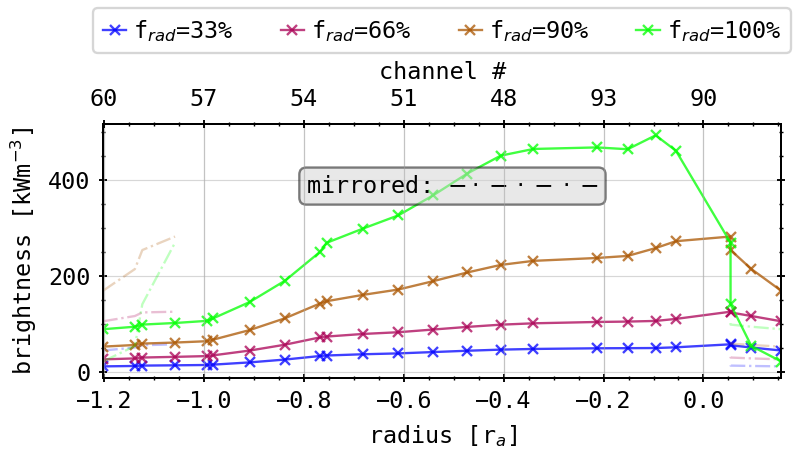 f_rad=33% f_rad=66% f_rad=90% f_rad=100%
channel #
60 57 54 51 48 93 90
mirrored:
brightness [kWm⁻³]
400
200
0
−1.2 −1.0 −0.8 −0.6 −0.4 −0.2 0.0
radius [r_a]